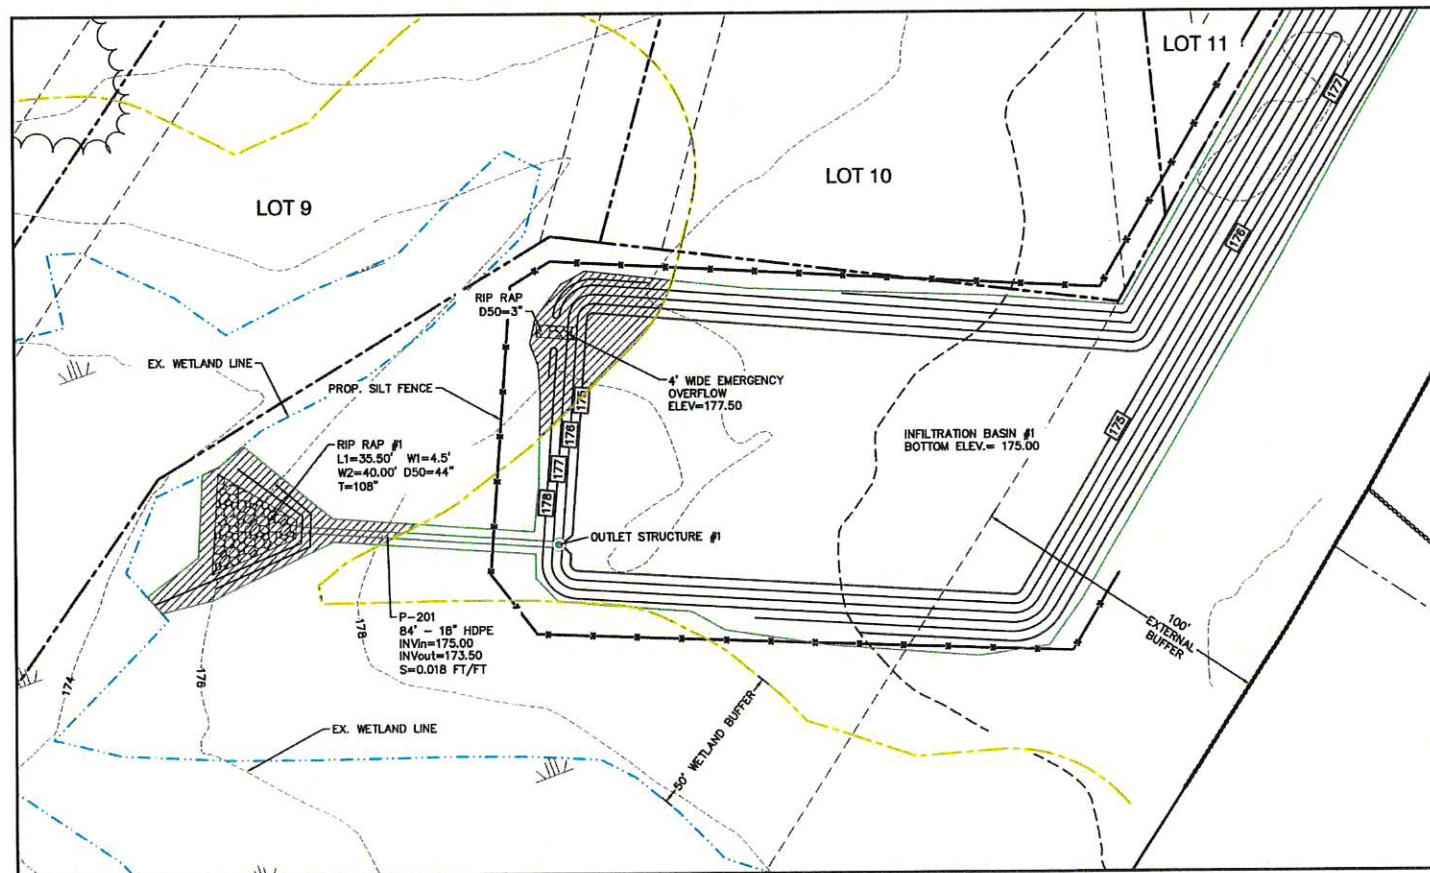 LOT 11
177
LOT 10
LOT 9
176
RIP RAP
D50=3"
EX. WETLAND LINE
PROP. SILT FENCE
4' WIDE EMERGENCY
OVERFLOW
ELEV=177.50
175
176
177
178
175
INFILTRATION BASIN #1
BOTTOM ELEV.= 175.00
RIP RAP #1
L1=35.50' W1=4.5'
W2=40.00' D50=44"
T=108"
OUTLET STRUCTURE #1
P-201
84' - 18" HDPE
INVin=175.00
INVout=173.50
S=0.018 FT/FT
100'
EXTERNAL
BUFFER
174
176
178
EX. WETLAND LINE
50' WETLAND BUFFER